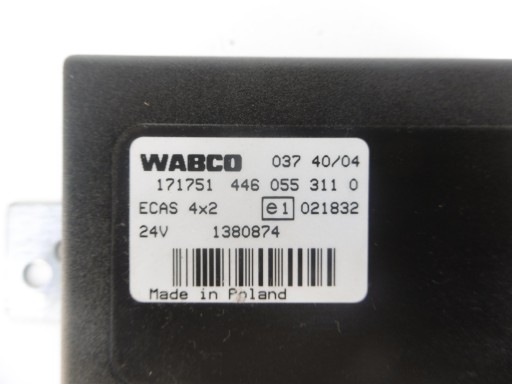 WABCO 037 40/04
171751 446 055 311 0
ECAS 4x2 e1 021832
24V 1380874
Made in Poland